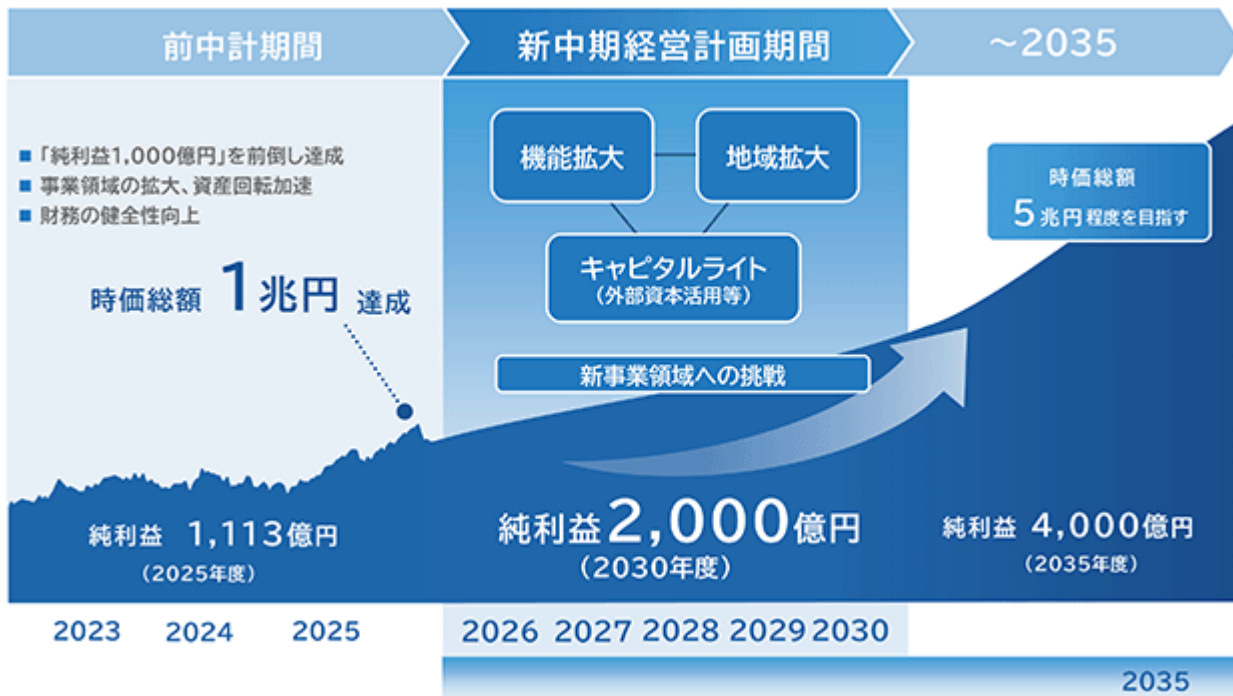 前中計期間
新中期経営計画期間
～2035
■ 「純利益1,000億円」を前倒し達成
■ 事業領域の拡大、資産回転加速
■ 財務の健全性向上
時価総額 1兆円 達成
機能拡大
地域拡大
キャピタルライト
（外部資本活用等）
新事業領域への挑戦
時価総額
5兆円程度を目指す
純利益 1,113億円
（2025年度）
純利益2,000億円
（2030年度）
純利益 4,000億円
（2035年度）
2023 2024 2025 2026 2027 2028 2029 2030
2035